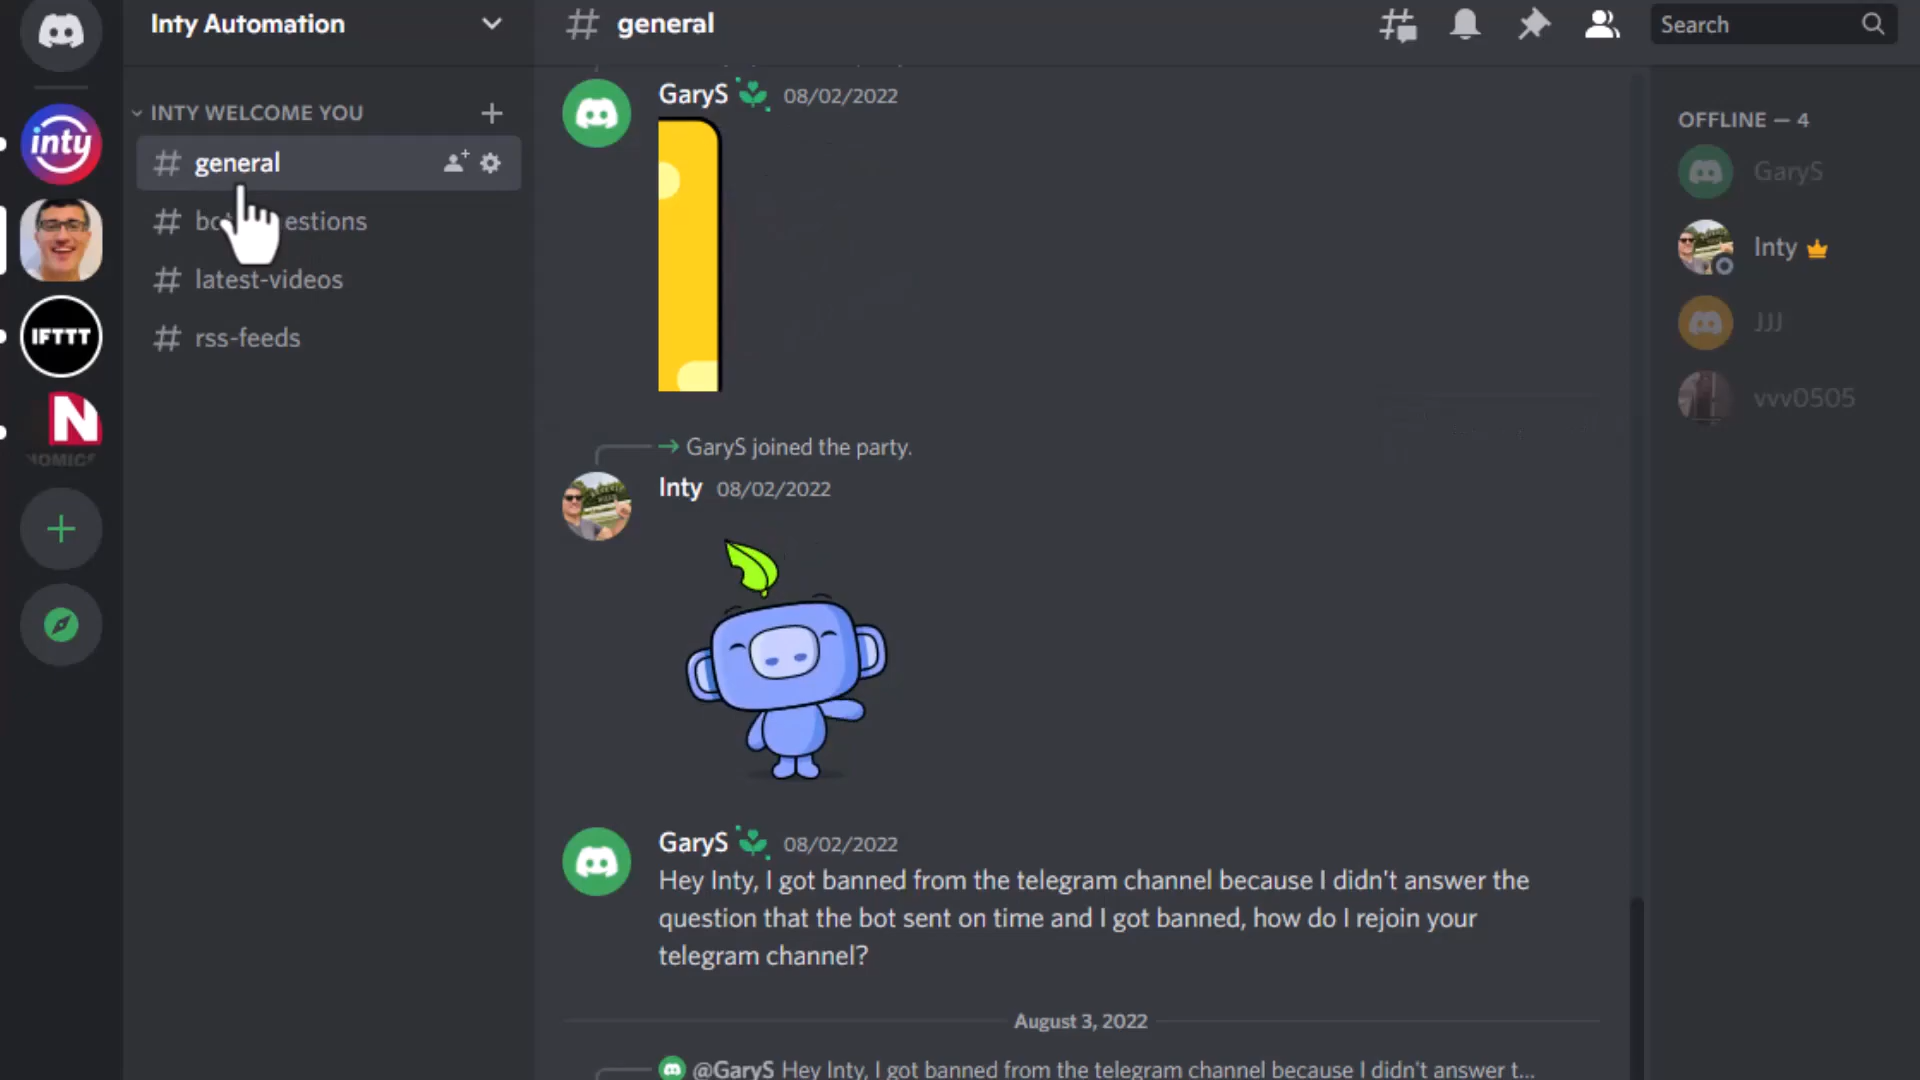 Inty Automation
general
Search
INTY WELCOME YOU
general
estions
latest-videos
rss-feeds
inty
IFTTT
N
GaryS 08/02/2022
GaryS joined the party.
Inty 08/02/2022
GaryS 08/02/2022
Hey Inty, I got banned from the telegram channel because I didn't answer the
question that the bot sent on time and I got banned, how do I rejoin your
telegram channel?
August 3, 2022
@GaryS Hey Inty, I got banned from the telegram channel because I didn't answer t...
OFFLINE — 4
GaryS
Inty
JJJ
vvv0505